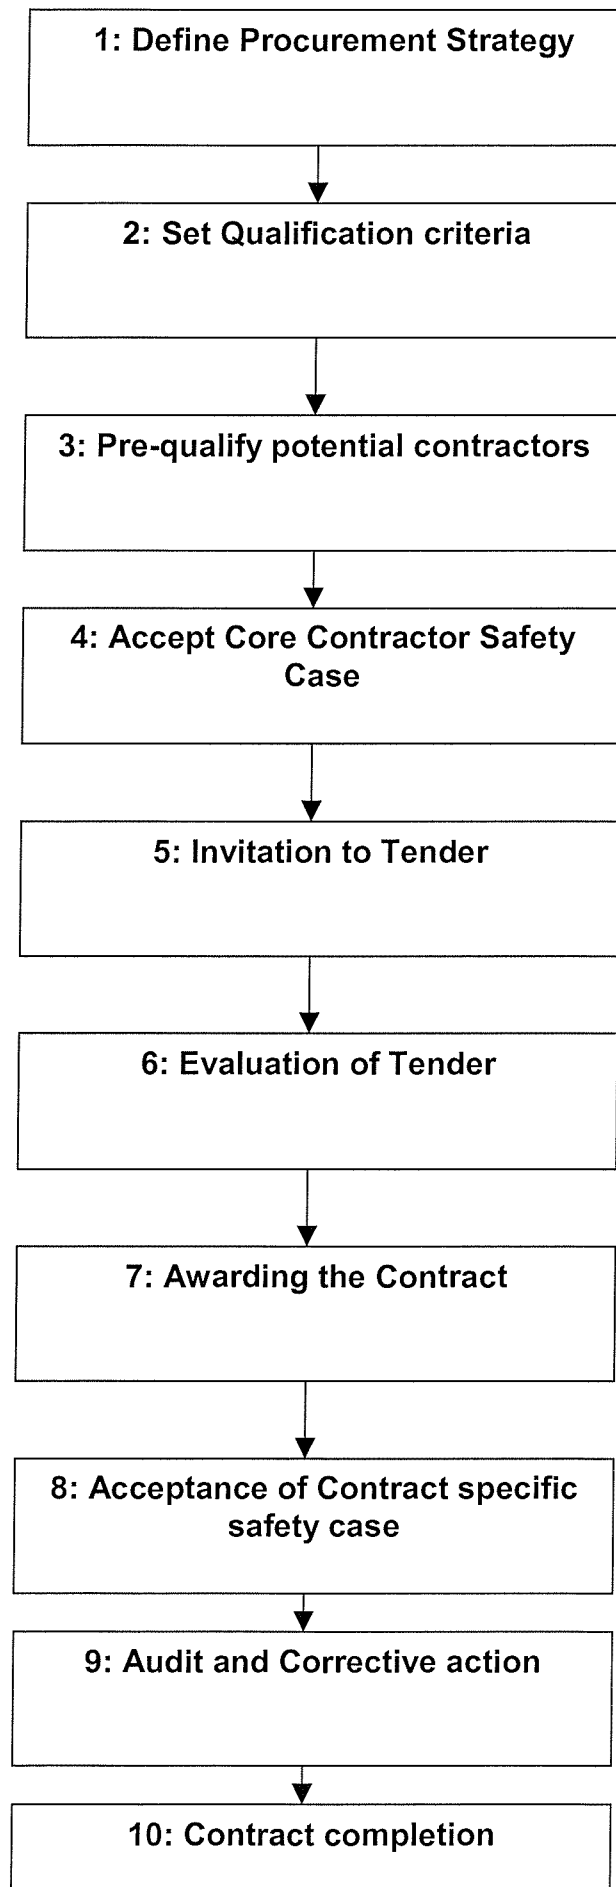 1: Define Procurement Strategy
2: Set Qualification criteria
3: Pre-qualify potential contractors
4: Accept Core Contractor Safety
Case
5: Invitation to Tender
6: Evaluation of Tender
7: Awarding the Contract
8: Acceptance of Contract specific
safety case
9: Audit and Corrective action
10: Contract completion